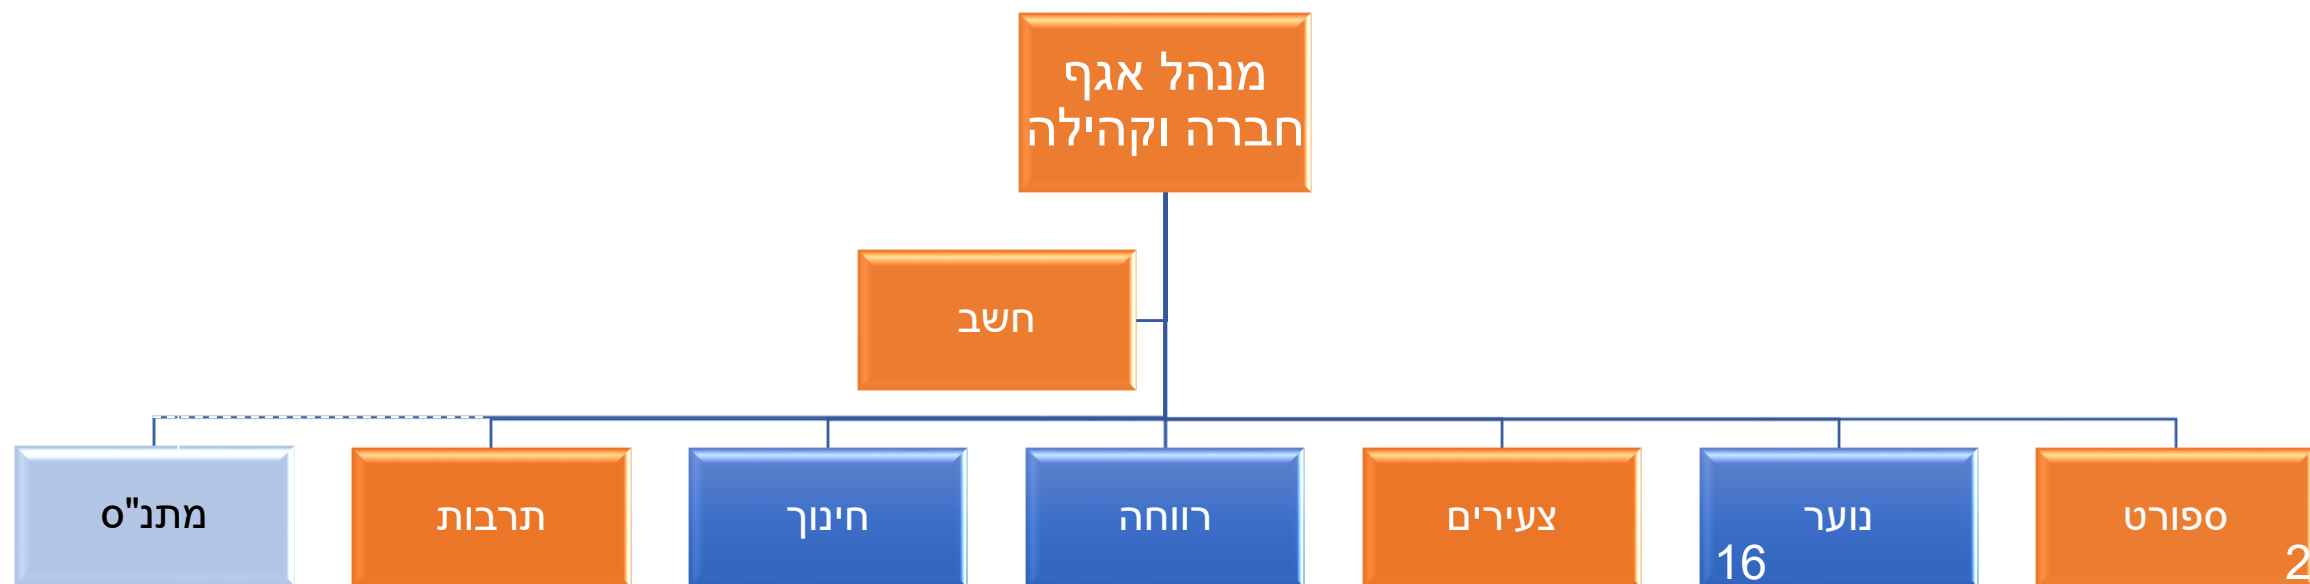 מנהל אגף
חברה וקהילה
חשב
ספורט
נוער
צעירים
רווחה
חינוך
תרבות
מתנ"ס
2
16